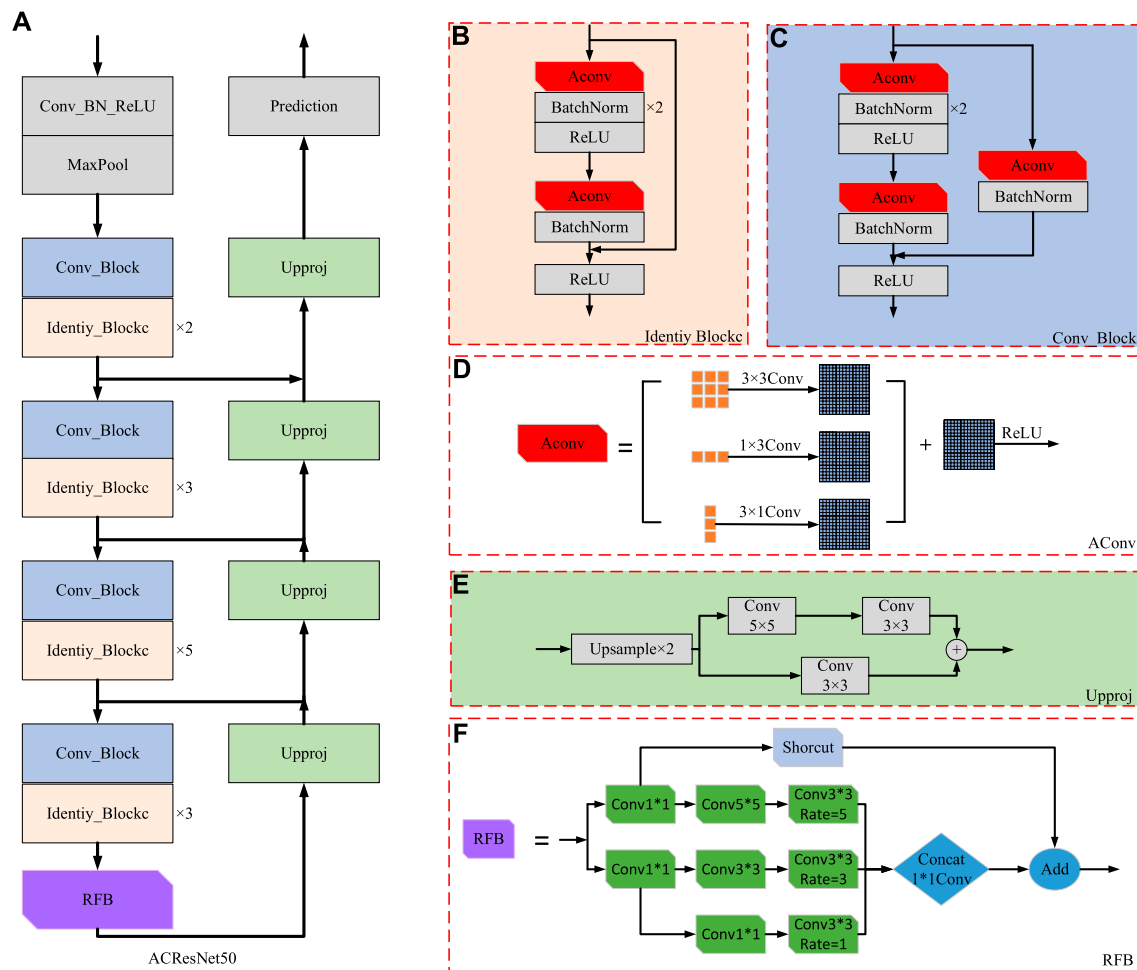 A
Conv_BN_ReLU
MaxPool
Conv_Block
Identiy_Blockc
×2
Conv_Block
Identiy_Blockc
×3
Conv_Block
Identiy_Blockc
×5
Conv_Block
Identiy_Blockc
×3
RFB
Prediction
Upproj
Upproj
Upproj
Upproj
ACResNet50
B
Aconv
BatchNorm
×2
ReLU
Aconv
BatchNorm
ReLU
Identiy Blockc
C
Aconv
BatchNorm
×2
ReLU
Aconv
BatchNorm
Aconv
BatchNorm
ReLU
Conv_Block
D
Aconv
=
3×3Conv
1×3Conv
3×1Conv
+
ReLU
AConv
E
Upsample×2
Conv
5×5
Conv
3×3
Conv
3×3
+
Upproj
F
RFB
=
Shorcut
Conv1*1
Conv5*5
Conv3*3
Rate=5
Conv1*1
Conv3*3
Conv3*3
Rate=3
Conv1*1
Conv3*3
Rate=1
Concat
1*1Conv
Add
RFB